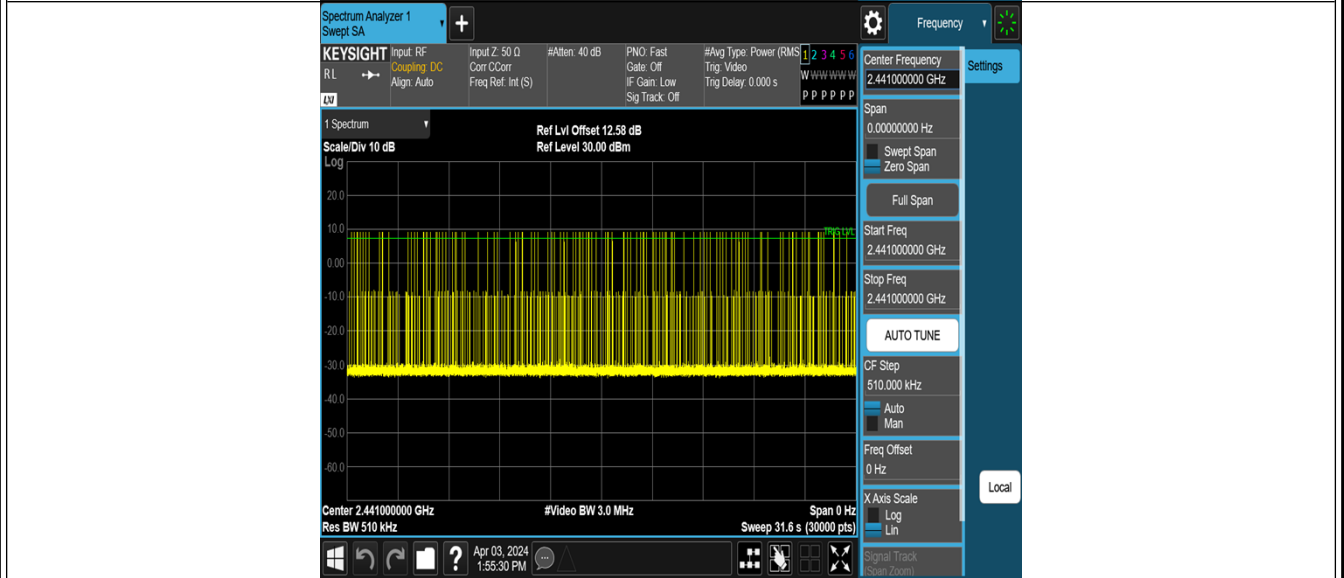 Spectrum Analyzer 1
Swept SA
+
Frequency
KEYSIGHT
RL
LXI
Input: RF
Coupling: DC
Align: Auto
Input Z: 50 Ω
Corr CCorr
Freq Ref: Int (S)
#Atten: 40 dB
PNO: Fast
Gate: Off
IF Gain: Low
Sig Track: Off
#Avg Type: Power (RMS
Trig: Video
Trig Delay: 0.000 s
1 2 3 4 5 6
W W W W W W
P P P P P P
1 Spectrum
Scale/Div 10 dB
Ref Lvl Offset 12.58 dB
Ref Level 30.00 dBm
Log
20.0
10.0
0.00
-10.0
-20.0
-30.0
-40.0
-50.0
-60.0
TRIG LVL
Center 2.441000000 GHz
Res BW 510 kHz
#Video BW 3.0 MHz
Span 0 Hz
Sweep 31.6 s (30000 pts)
Apr 03, 2024
1:55:30 PM
?
Center Frequency
2.441000000 GHz
Settings
Span
0.00000000 Hz
Swept Span
Zero Span
Full Span
Start Freq
2.441000000 GHz
Stop Freq
2.441000000 GHz
AUTO TUNE
CF Step
510.000 kHz
Auto
Man
Freq Offset
0 Hz
X Axis Scale
Log
Lin
Local
Signal Track
(Span Zoom)